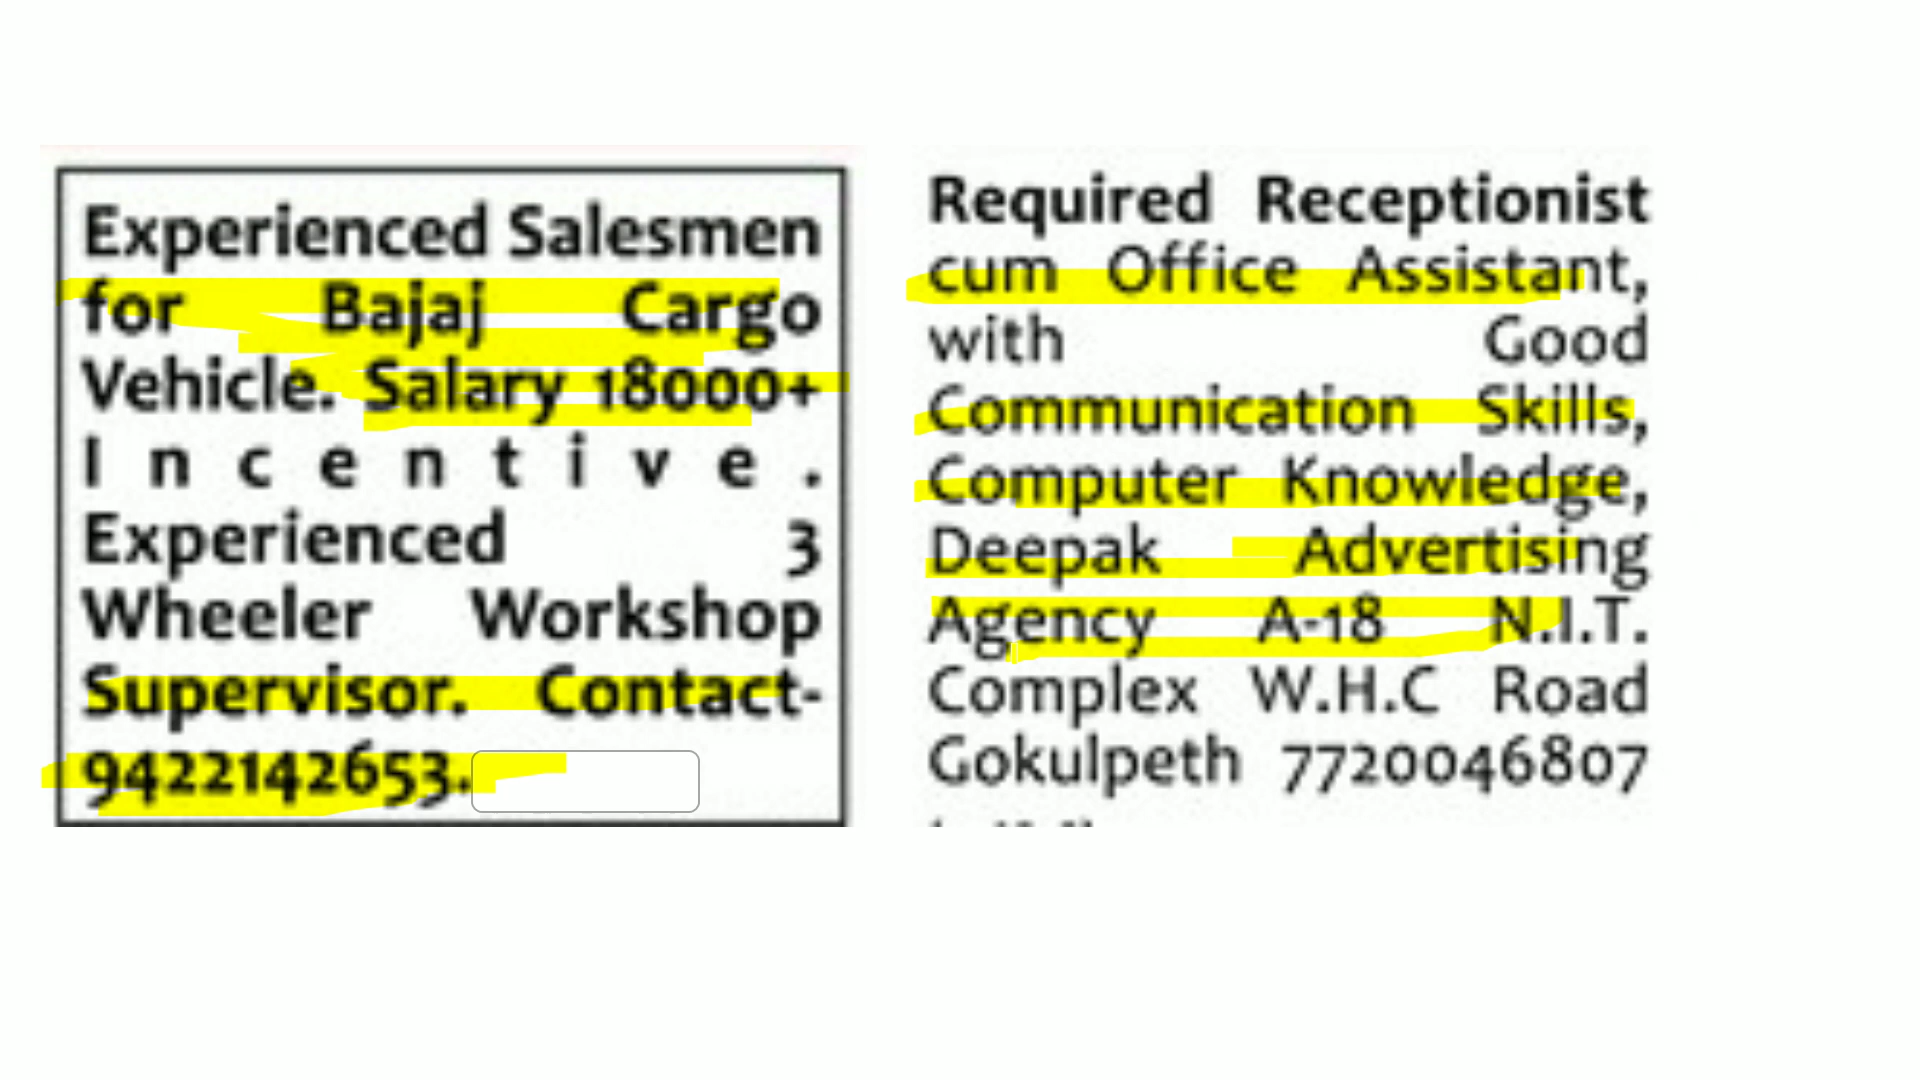 Experienced Salesmen
for Bajaj Cargo
Vehicle. Salary 18000+
Incentive.
Experienced 3
Wheeler Workshop
Supervisor. Contact-
9422142653.
Required Receptionist
cum Office Assistant,
with Good
Communication Skills,
Computer Knowledge,
Deepak Advertising
Agency A-18 N.I.T.
Complex W.H.C Road
Gokulpeth 7720046807